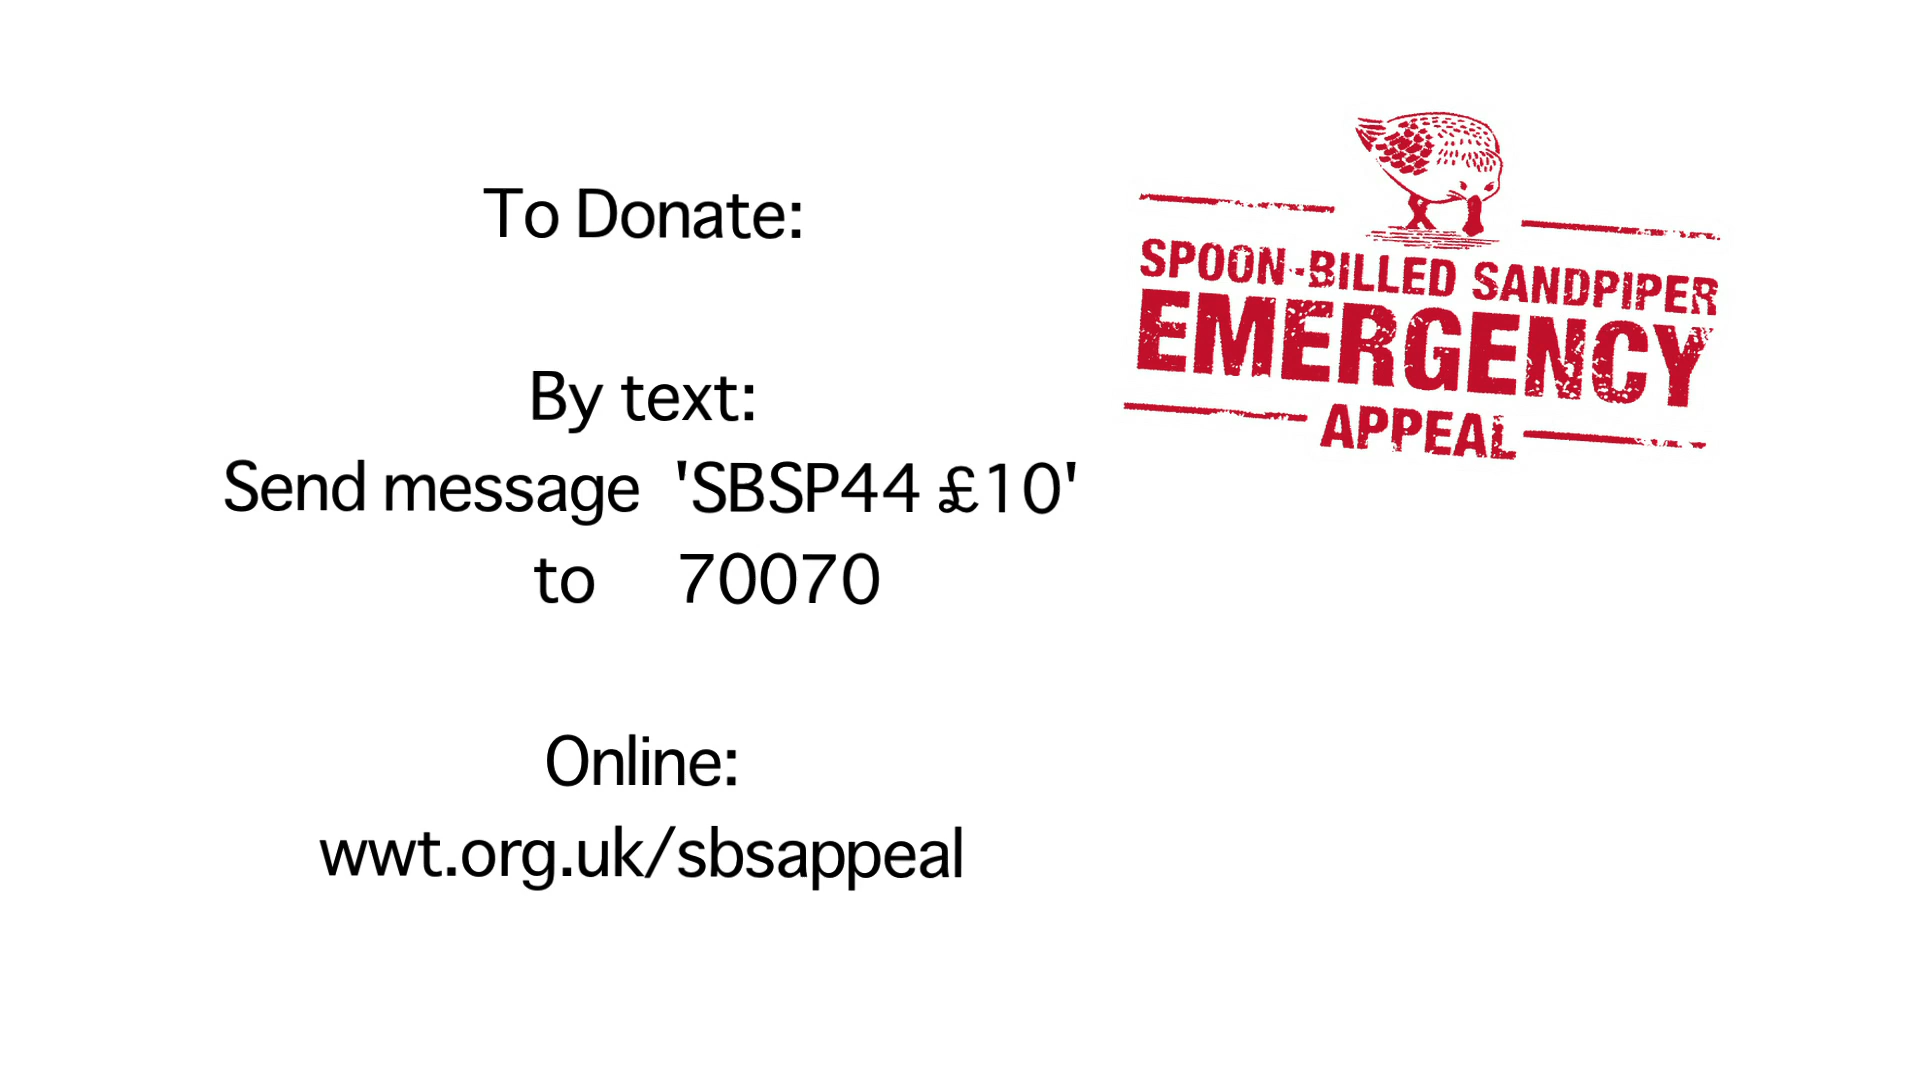 To Donate:
By text:
Send message 'SBSP44 £10'
to 70070
Online:
wwt.org.uk/sbsappeal
SPOON-BILLED SANDPIPER
EMERGENCY
APPEAL